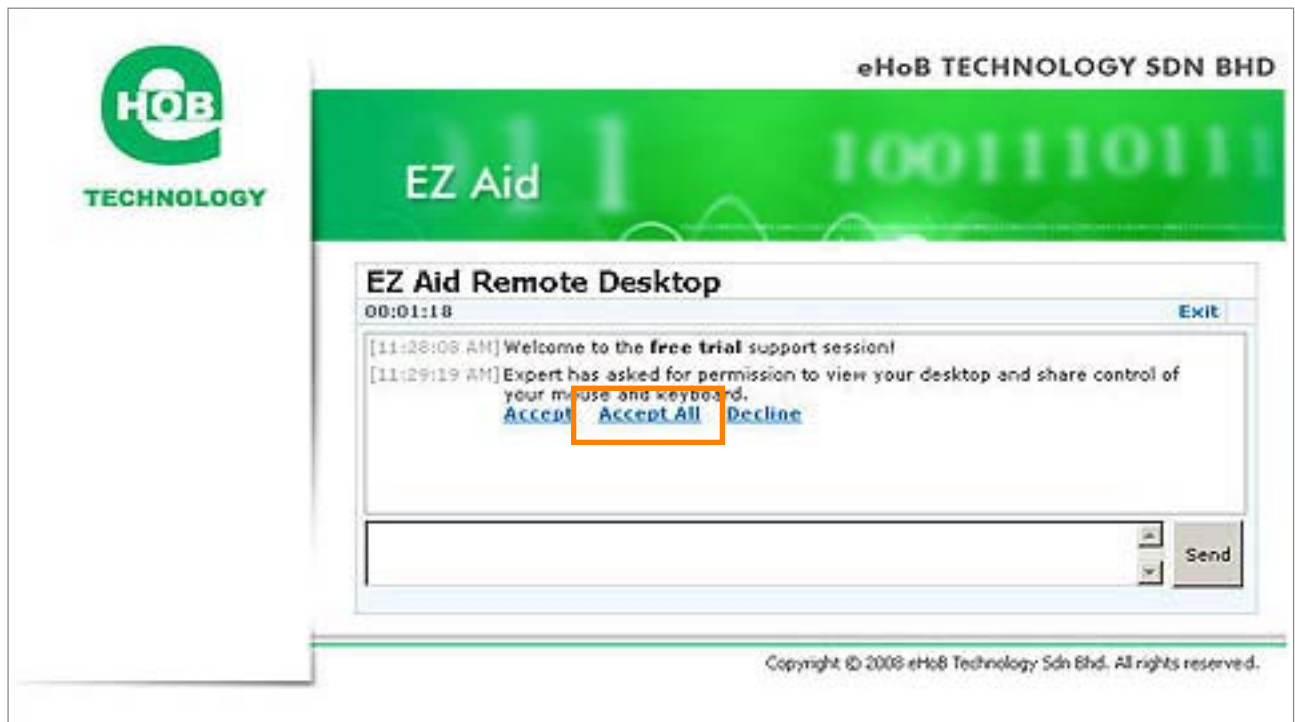 eHoB TECHNOLOGY SDN BHD
HOB
TECHNOLOGY
EZ Aid
011 1 10011101111
EZ Aid Remote Desktop
00:01:18 Exit
[11:28:08 AM] Welcome to the free trial support session!
[11:29:19 AM] Expert has asked for permission to view your desktop and share control of
your mouse and keyboard.
Accept Accept All Decline
Send
Copyright © 2008 eHoB Technology Sdn Bhd. All rights reserved.